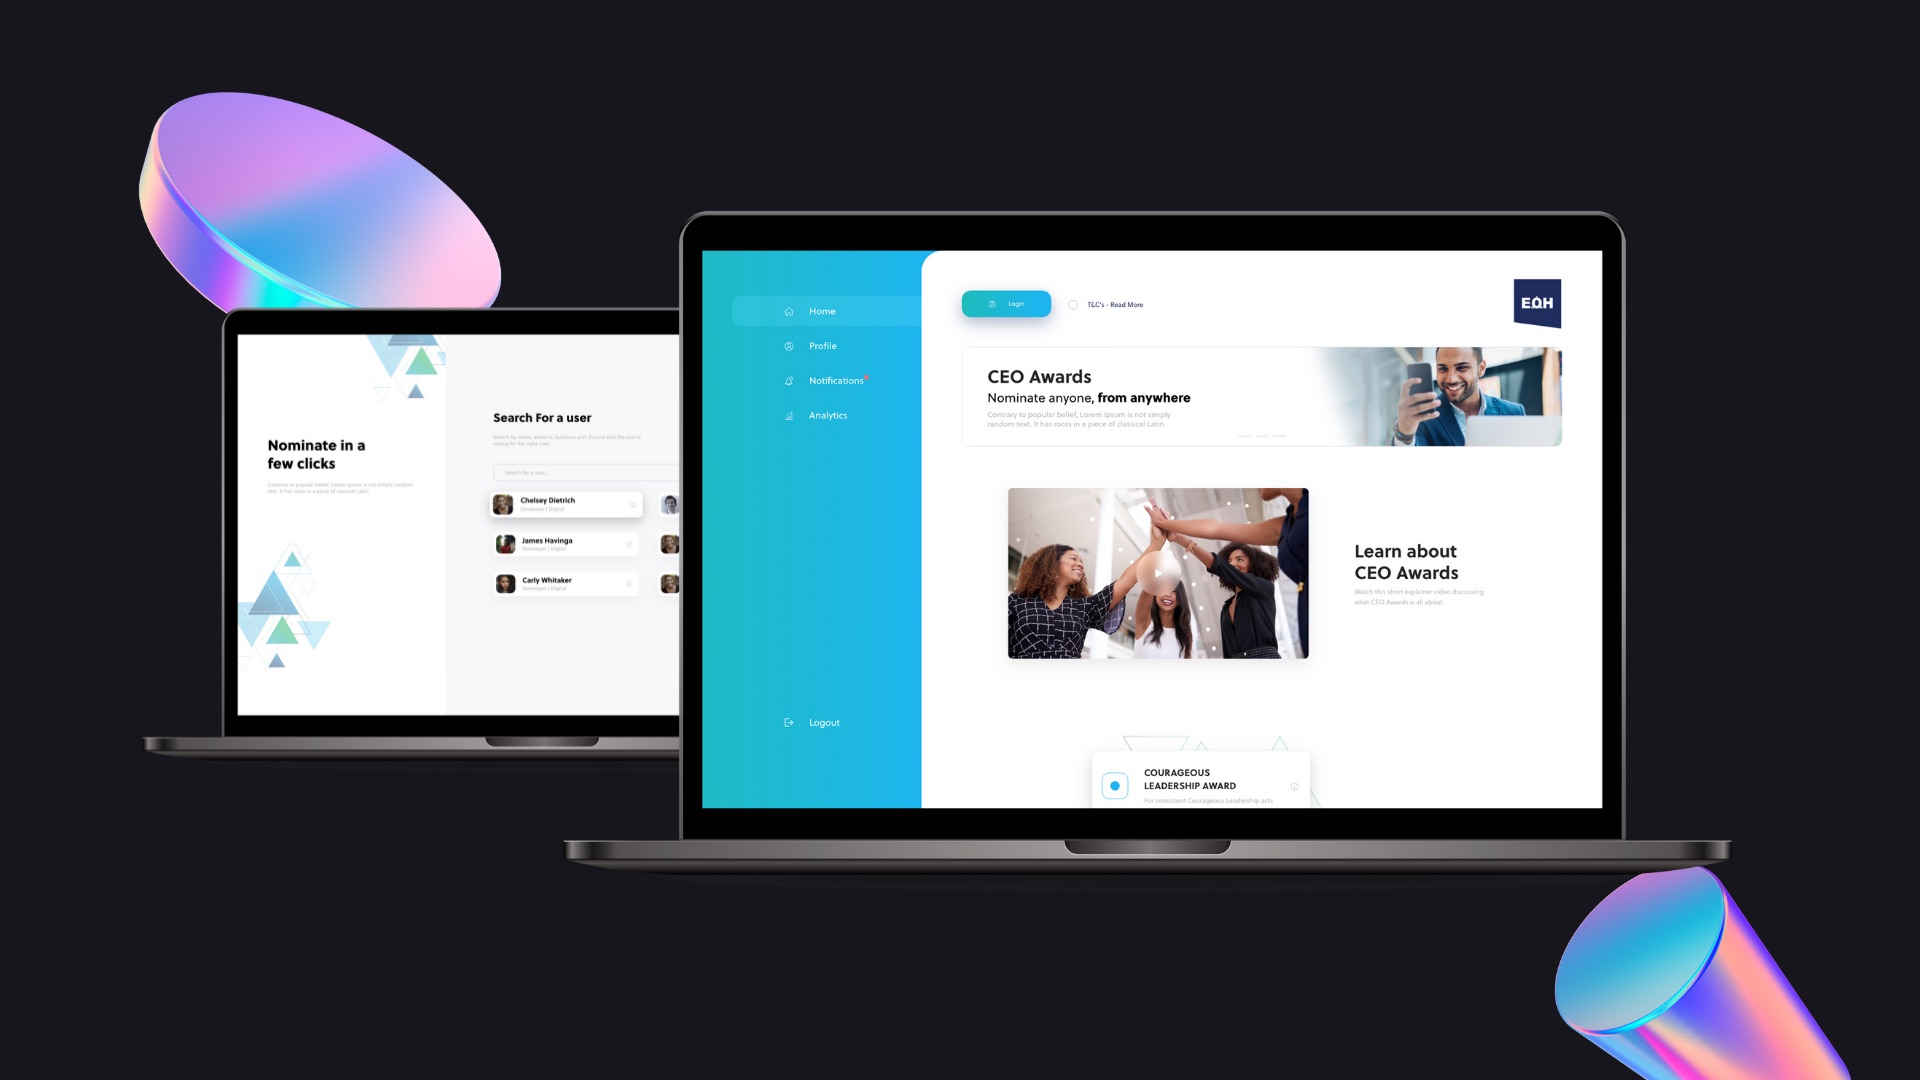 Nominate in a
few clicks
Contrary to popular belief, Lorem Ipsum is not simply random
text. It has roots in a piece of classical Latin
Search For a user
Search by name, email or, business unit. Ensure that the you're
voting for the right user.
Search for a user...
Chelsey Dietrich
Developer | Digital
James Havinga
Developer | Digital
Carly Whitaker
Developer | Digital
Home
Profile
Notifications
Analytics
Logout
Login
T&C's - Read More
EOH
CEO Awards
Nominate anyone, from anywhere
Contrary to popular belief, Lorem Ipsum is not simply
random text. It has roots in a piece of classical Latin
Learn about
CEO Awards
Watch this short explainer video discussing
what CEO Awards is all about.
COURAGEOUS
LEADERSHIP AWARD
For consistent Courageous Leadership acts